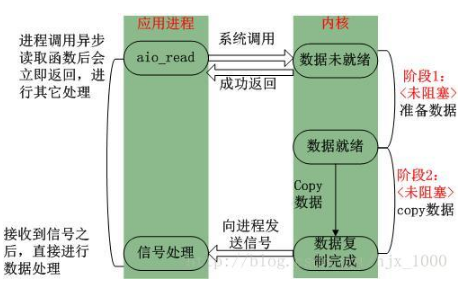 应用进程
内核
进程调用异步
读取函数后会
立即返回，进
行其它处理
aio_read
系统调用
成功返回
数据未就绪
阶段1：
<未阻塞>
准备数据
数据就绪
Copy
数据
阶段2：
<未阻塞>
copy数据
接收到信号之
后，直接进行
数据处理
信号处理
向进程发
送信号
数据复
制完成